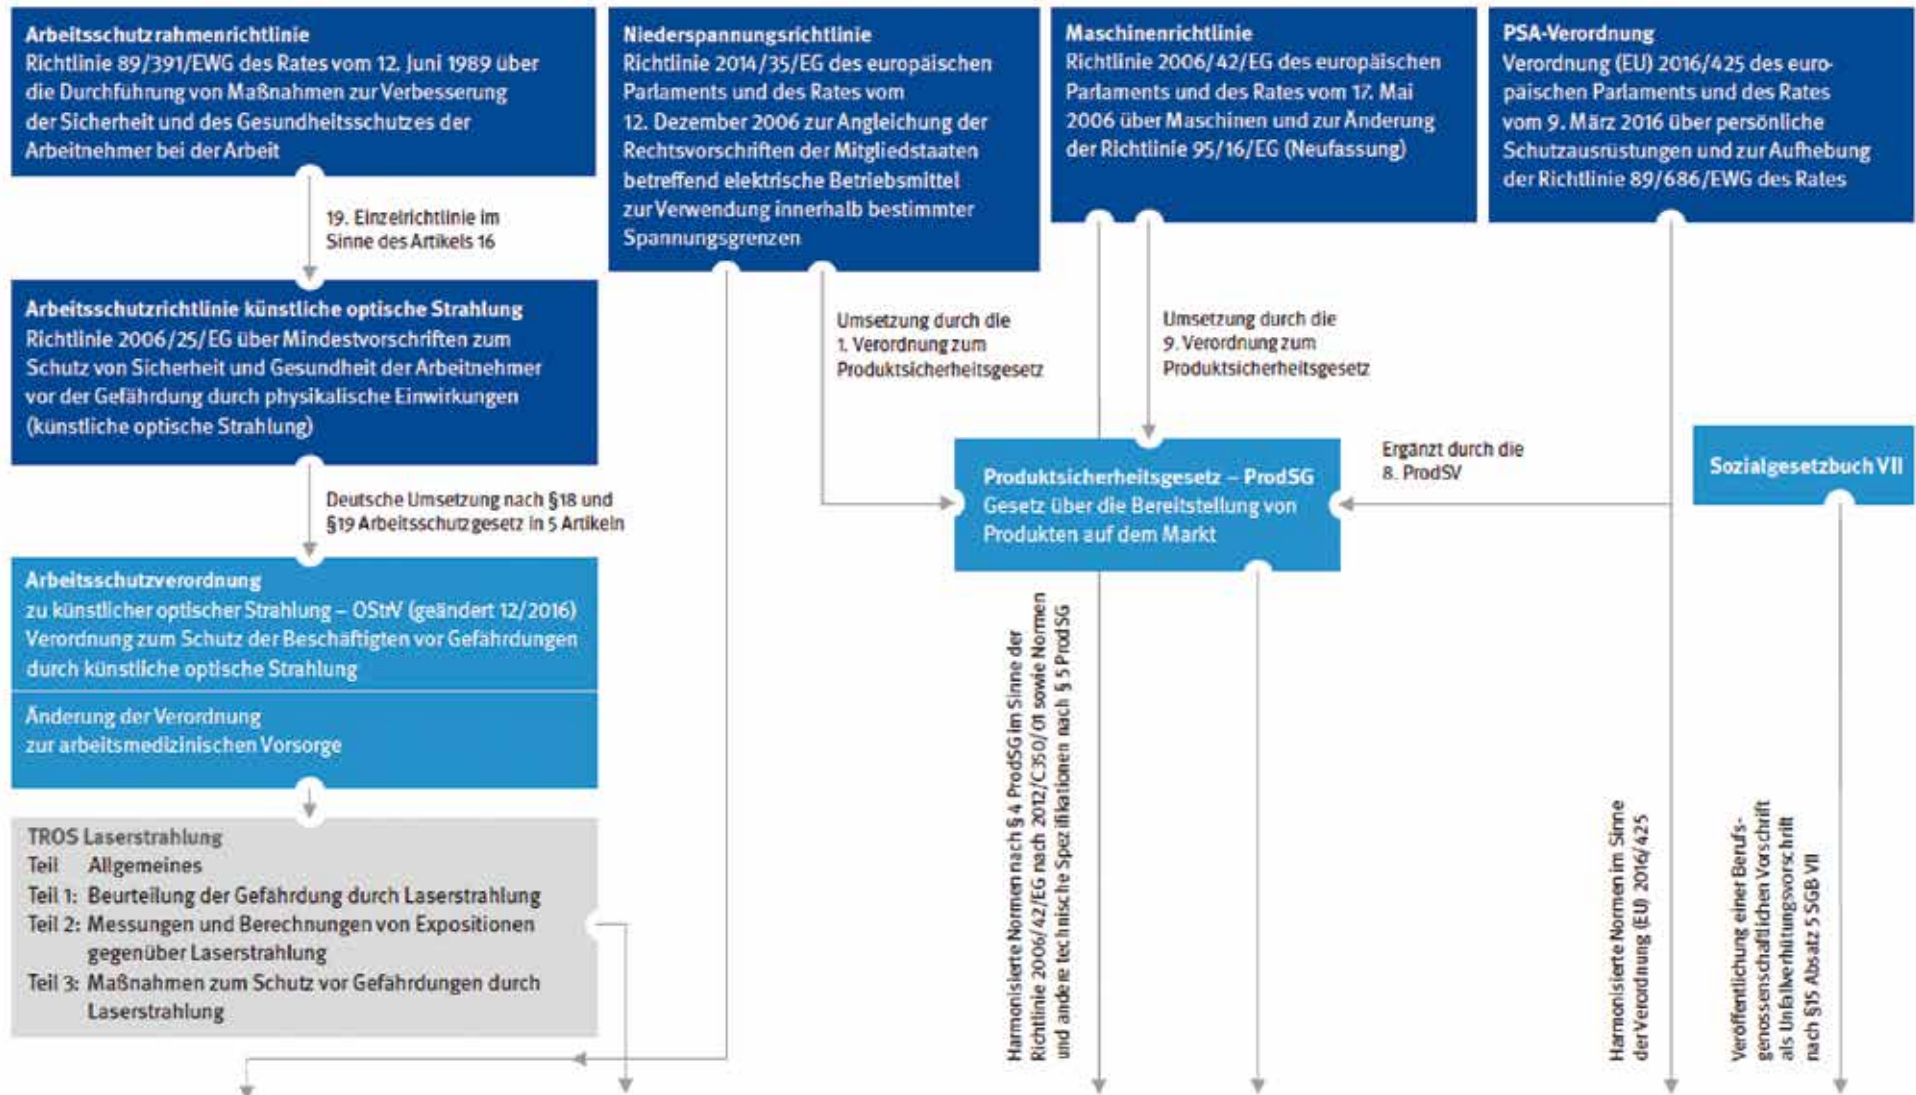 Arbeitsschutzrahmenrichtlinie
Richtlinie 89/391/EWG des Rates vom 12. Juni 1989 über
die Durchführung von Maßnahmen zur Verbesserung
der Sicherheit und des Gesundheitsschutzes der
Arbeitnehmer bei der Arbeit
Niederspannungsrichtlinie
Richtlinie 2014/35/EG des europäischen
Parlaments und des Rates vom
12. Dezember 2006 zur Angleichung der
Rechtsvorschriften der Mitgliedstaaten
betreffend elektrische Betriebsmittel
zur Verwendung innerhalb bestimmter
Spannungsgrenzen
Maschinenrichtlinie
Richtlinie 2006/42/EG des europäischen
Parlaments und des Rates vom 17. Mai
2006 über Maschinen und zur Änderung
der Richtlinie 95/16/EG (Neufassung)
PSA-Verordnung
Verordnung (EU) 2016/425 des euro-
päischen Parlaments und des Rates
vom 9. März 2016 über persönliche
Schutzausrüstungen und zur Aufhebung
der Richtlinie 89/686/EWG des Rates
19. Einzelrichtlinie im
Sinne des Artikels 16
Arbeitsschutzrichtlinie künstliche optische Strahlung
Richtlinie 2006/25/EG über Mindestvorschriften zum
Schutz von Sicherheit und Gesundheit der Arbeitnehmer
vor der Gefährdung durch physikalische Einwirkungen
(künstliche optische Strahlung)
Umsetzung durch die
1. Verordnung zum
Produktsicherheitsgesetz
Umsetzung durch die
9. Verordnung zum
Produktsicherheitsgesetz
Deutsche Umsetzung nach §18 und
§19 Arbeitsschutzgesetz in 5 Artikeln
Produktsicherheitsgesetz – ProdSG
Gesetz über die Bereitstellung von
Produkten auf dem Markt
Ergänzt durch die
8. ProdSV
Sozialgesetzbuch VII
Arbeitsschutzverordnung
zu künstlicher optischer Strahlung – OStrV (geändert 12/2016)
Verordnung zum Schutz der Beschäftigten vor Gefährdungen
durch künstliche optische Strahlung
Änderung der Verordnung
zur arbeitsmedizinischen Vorsorge
TROS Laserstrahlung
Teil Allgemeines
Teil 1: Beurteilung der Gefährdung durch Laserstrahlung
Teil 2: Messungen und Berechnungen von Expositionen
gegenüber Laserstrahlung
Teil 3: Maßnahmen zum Schutz vor Gefährdungen durch
Laserstrahlung
Harmonisierte Normen nach § 4 ProdSG im Sinne der
Richtlinie 2006/42/EG nach 2012/C350/01 sowie Normen
und andere technische Spezifikationen nach § 5 ProdSG
Harmonisierte Normen im Sinne
der Verordnung (EU) 2016/425
Veröffentlichung einer Berufs-
genossenschaftlichen Vorschrift
als Unfallverhütungsvorschrift
nach §15 Absatz 5 SGB VII